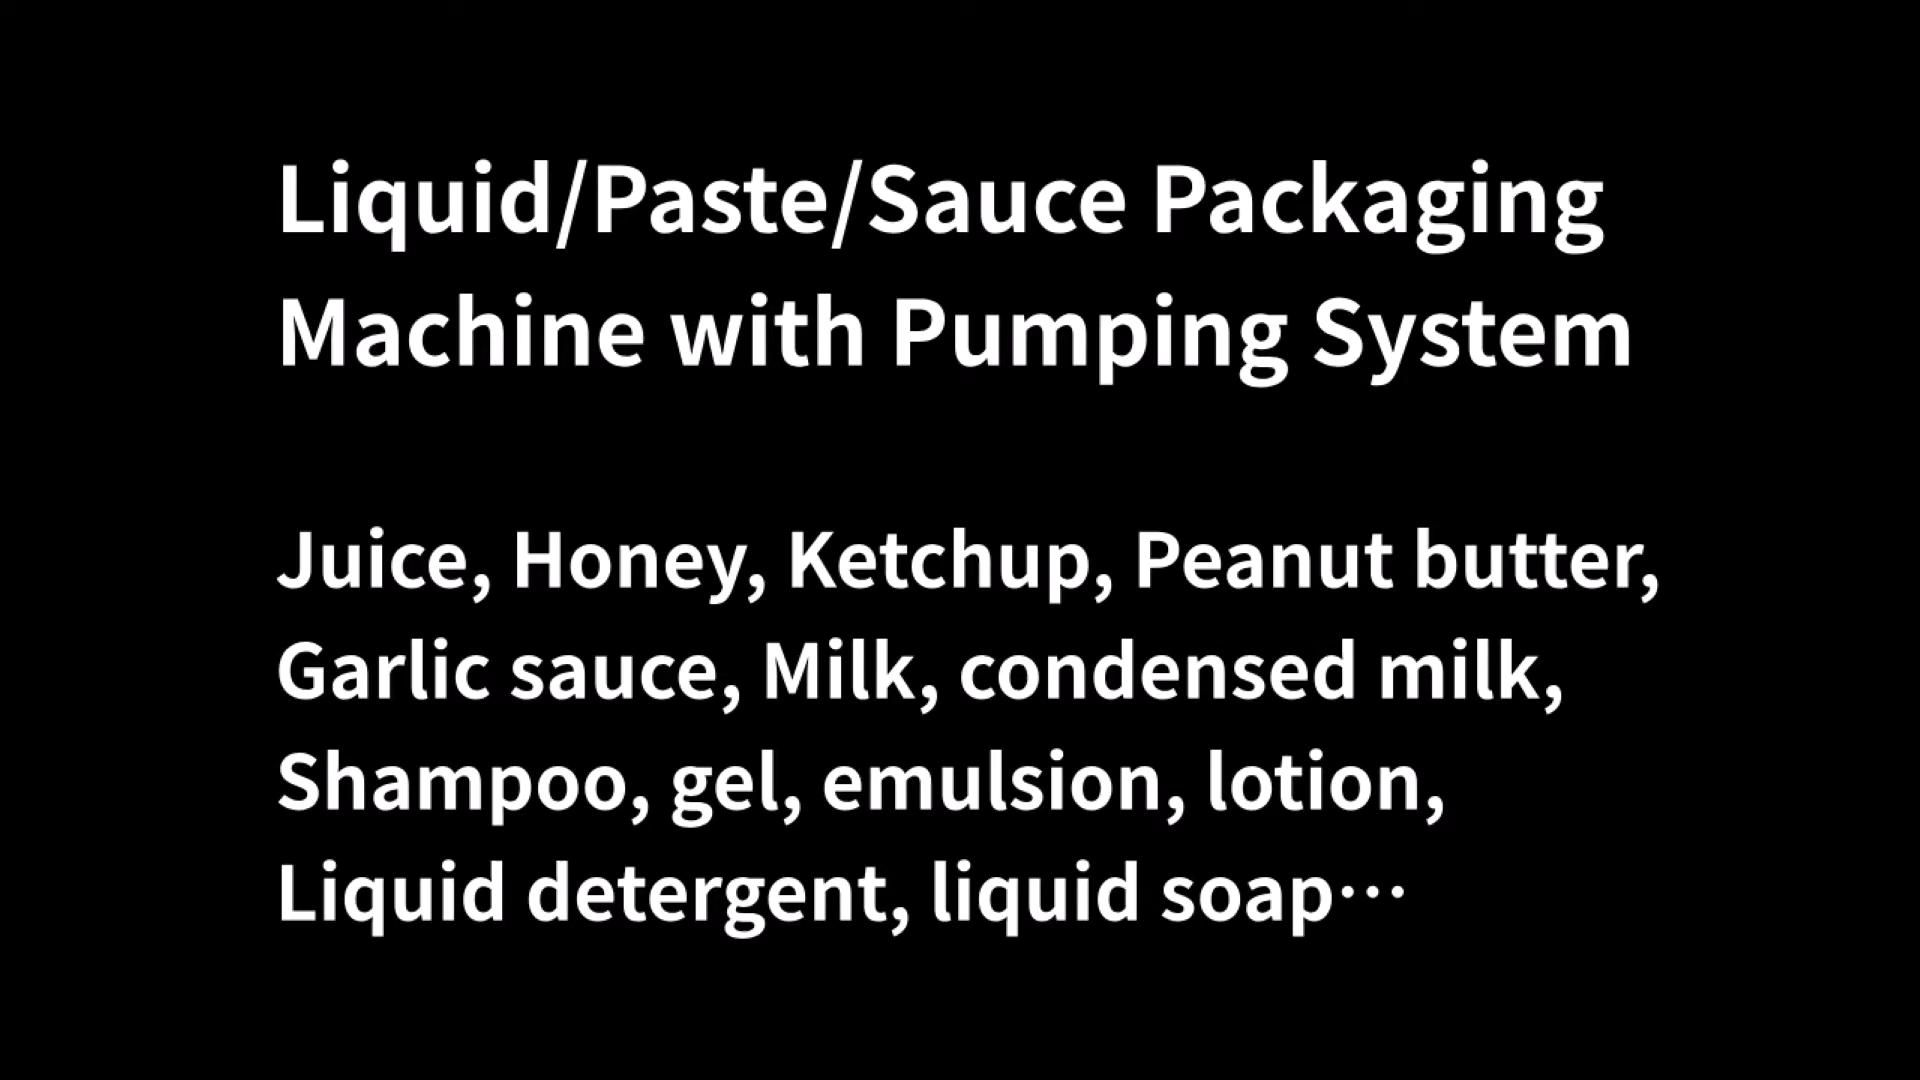 Liquid/Paste/Sauce Packaging
Machine with Pumping System
Juice, Honey, Ketchup, Peanut butter,
Garlic sauce, Milk, condensed milk,
Shampoo, gel, emulsion, lotion,
Liquid detergent, liquid soap⋯